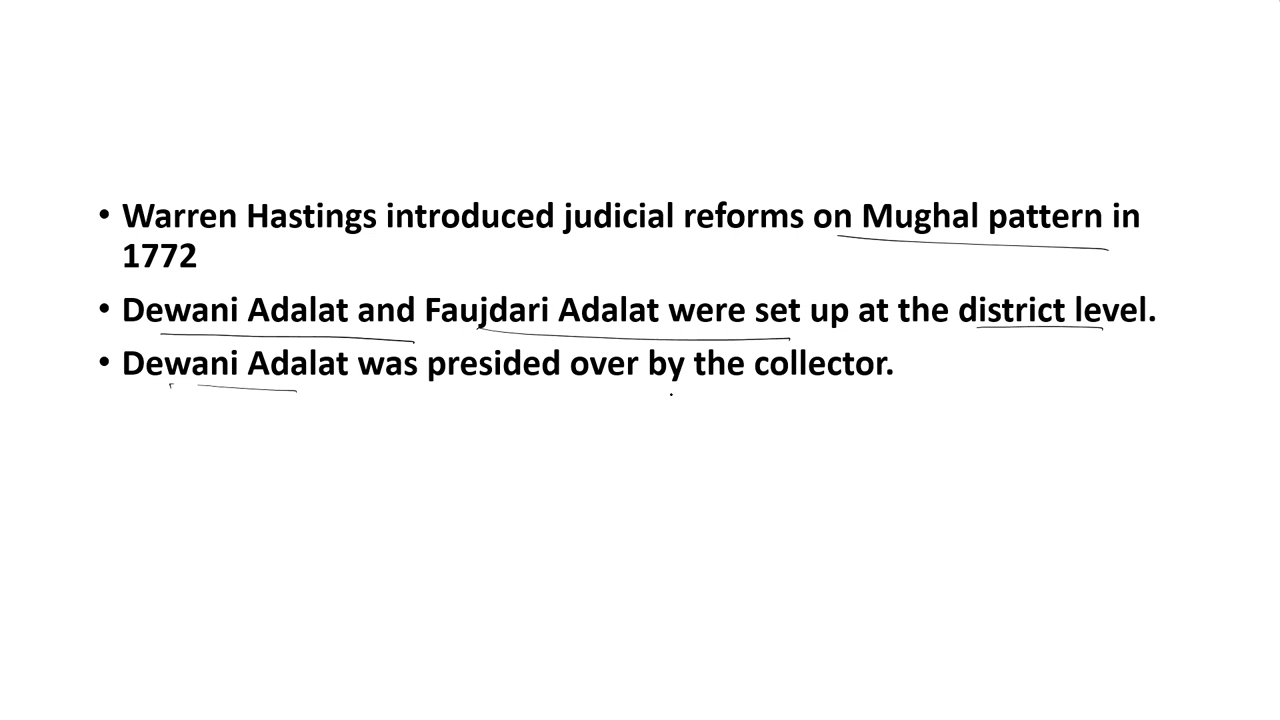 • Warren Hastings introduced judicial reforms on Mughal pattern in
1772
• Dewani Adalat and Faujdari Adalat were set up at the district level.
• Dewani Adalat was presided over by the collector.